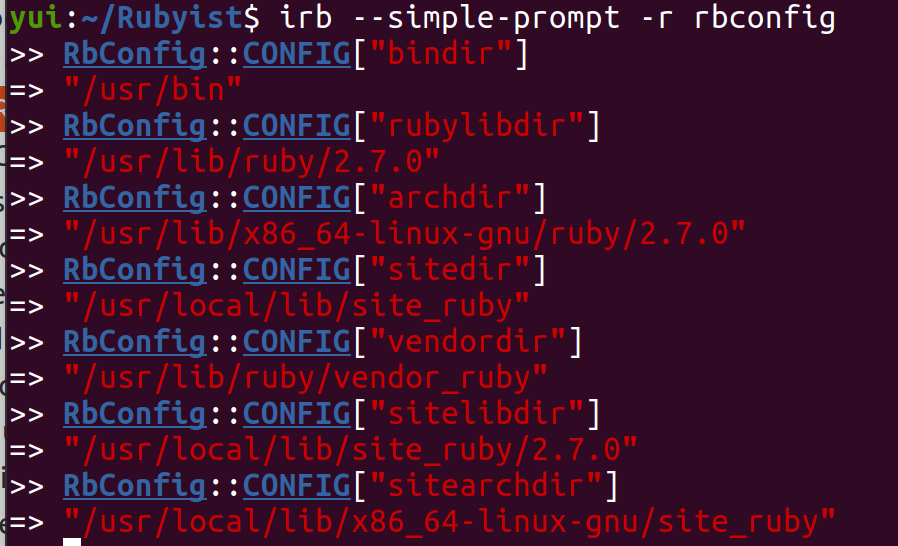 yui:~/Rubyist$ irb --simple-prompt -r rbconfig
>> RbConfig::CONFIG["bindir"]
=> "/usr/bin"
>> RbConfig::CONFIG["rubylibdir"]
=> "/usr/lib/ruby/2.7.0"
>> RbConfig::CONFIG["archdir"]
=> "/usr/lib/x86_64-linux-gnu/ruby/2.7.0"
>> RbConfig::CONFIG["sitedir"]
=> "/usr/local/lib/site_ruby"
>> RbConfig::CONFIG["vendordir"]
=> "/usr/lib/ruby/vendor_ruby"
>> RbConfig::CONFIG["sitelibdir"]
=> "/usr/local/lib/site_ruby/2.7.0"
>> RbConfig::CONFIG["sitearchdir"]
=> "/usr/local/lib/x86_64-linux-gnu/site_ruby"